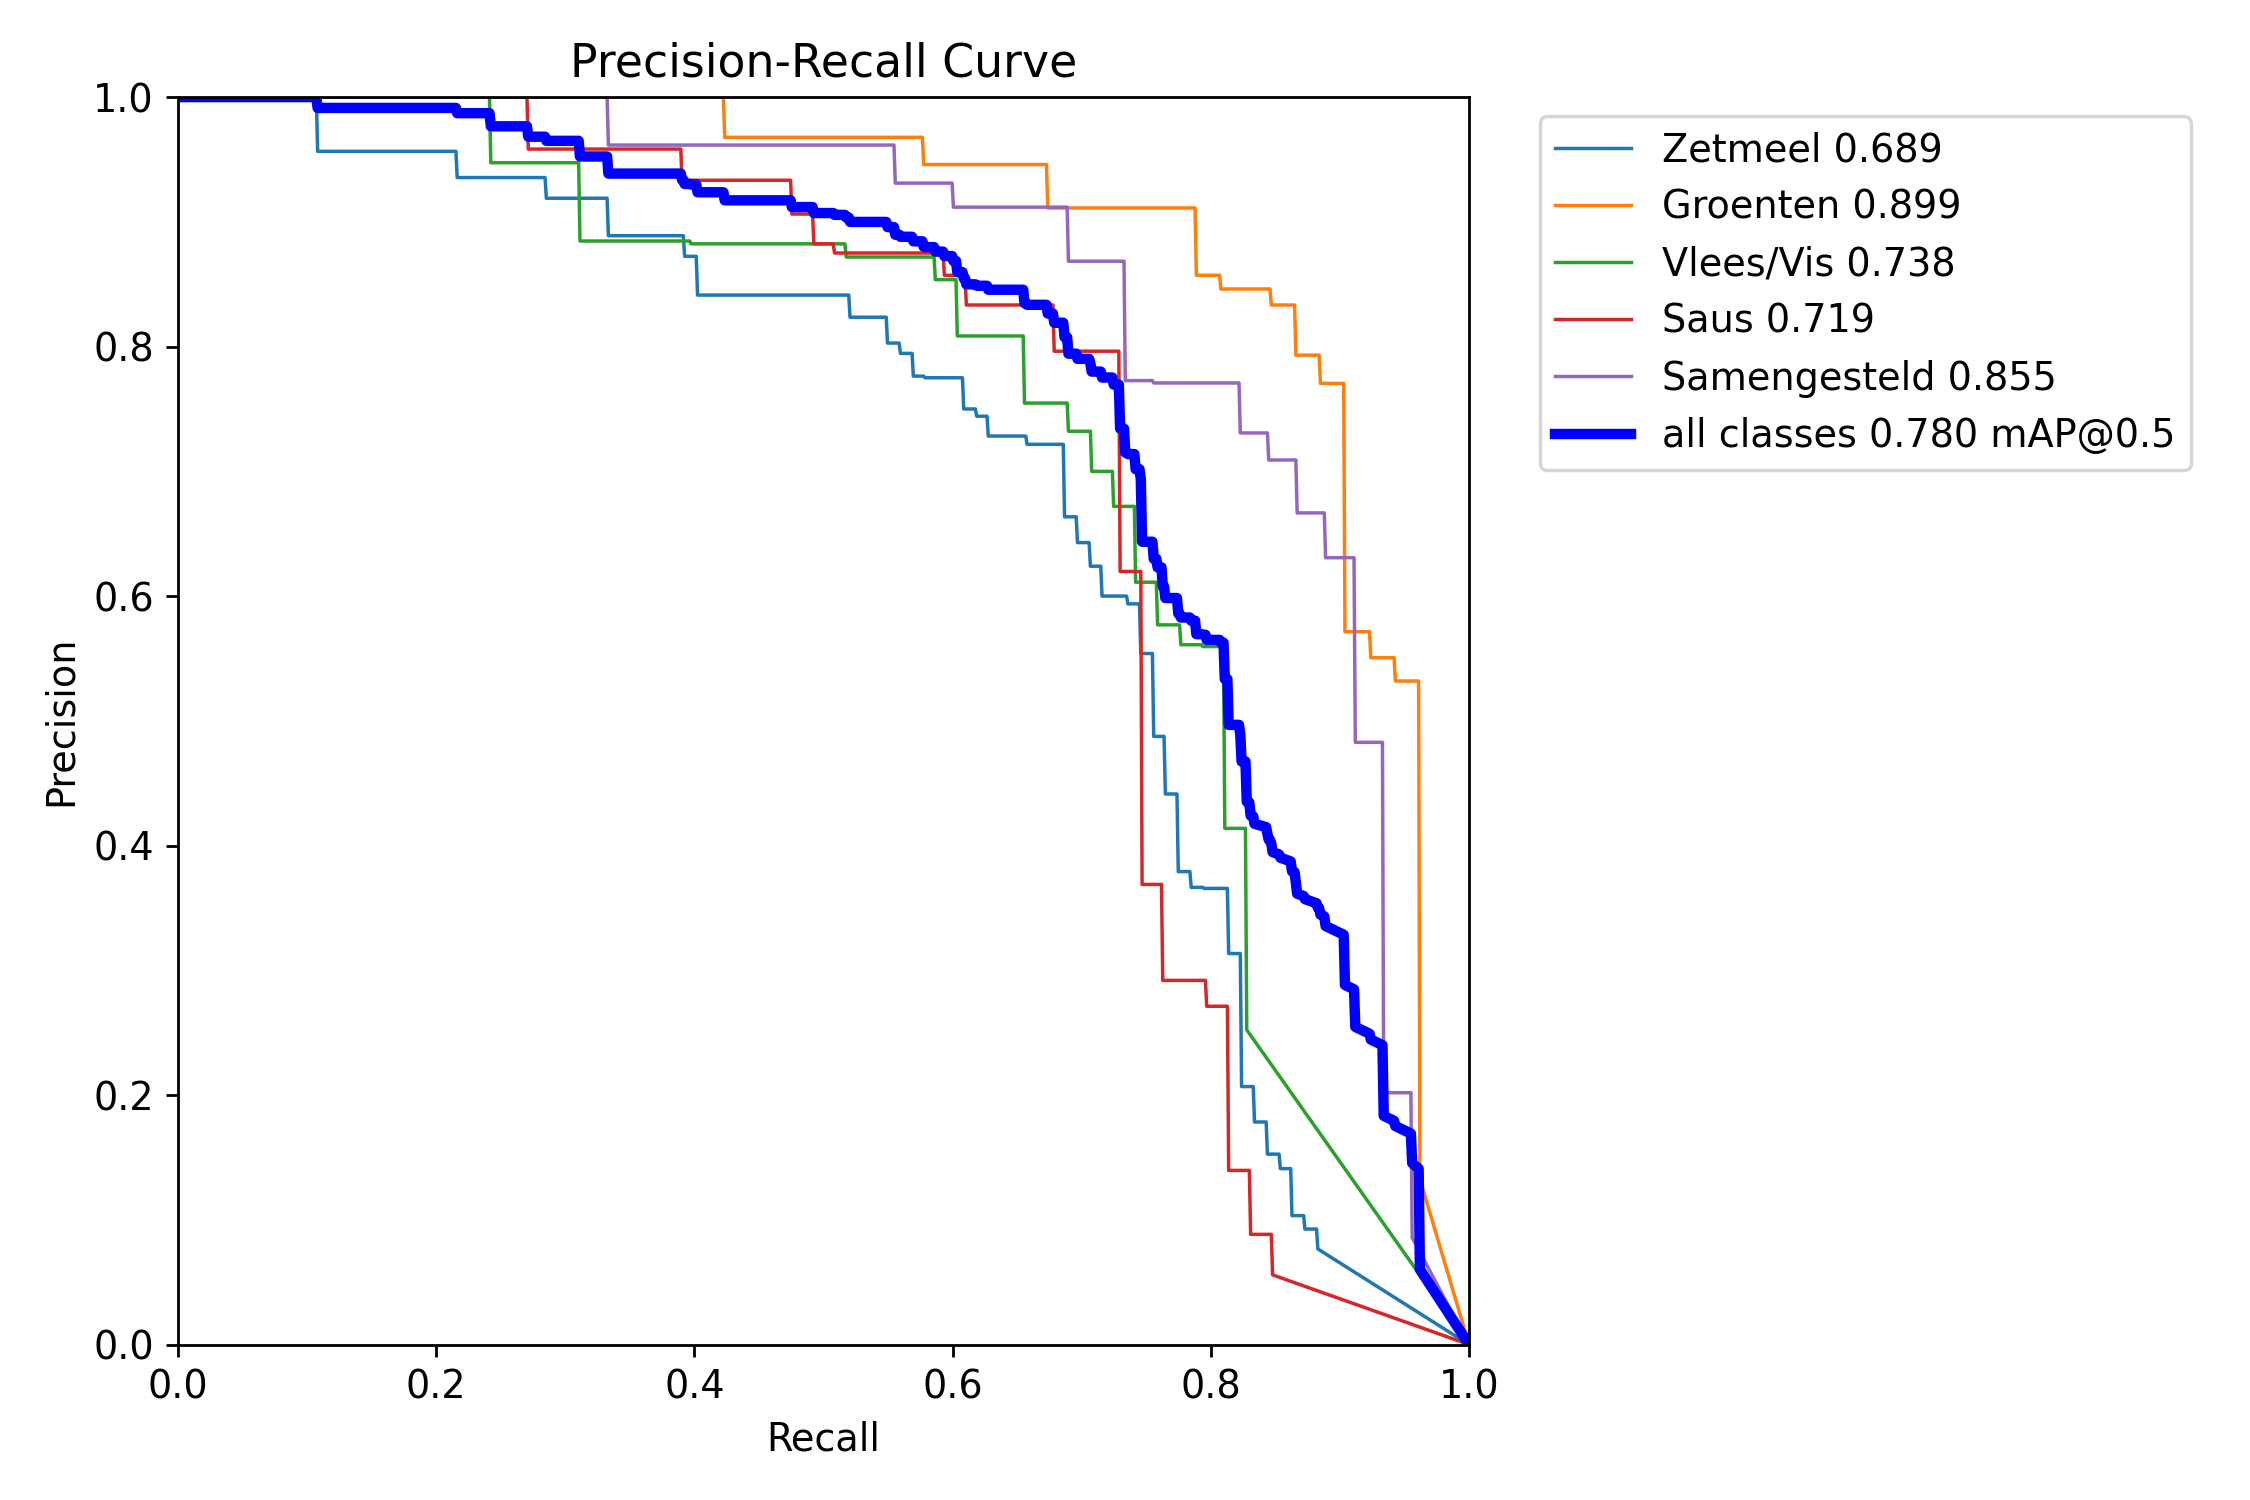 Precision-Recall Curve
1.0
0.8
0.6
0.4
0.2
0.0
Precision
0.0 0.2 0.4 0.6 0.8 1.0
Recall
Zetmeel 0.689
Groenten 0.899
Vlees/Vis 0.738
Saus 0.719
Samengesteld 0.855
all classes 0.780 mAP@0.5